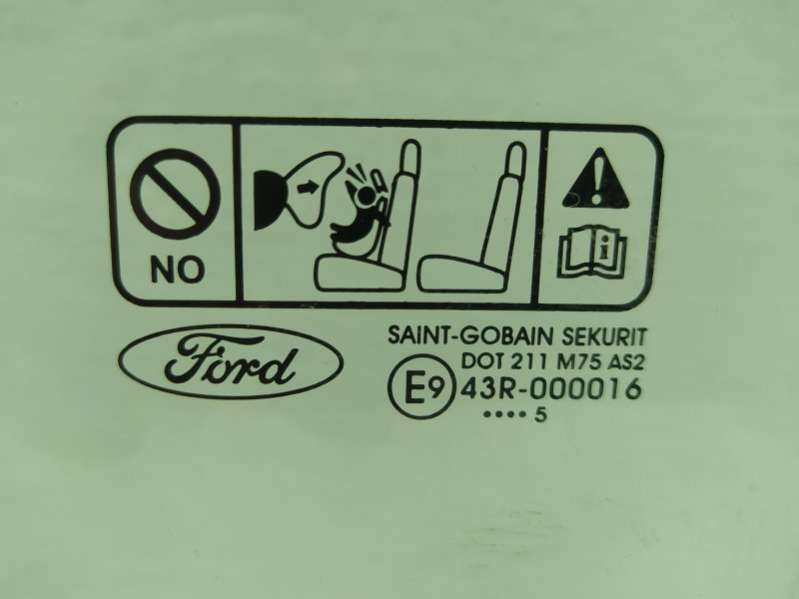 NO
Ford
SAINT-GOBAIN SEKURIT
DOT 211 M75 AS2
E9 43R-000016
•••• 5